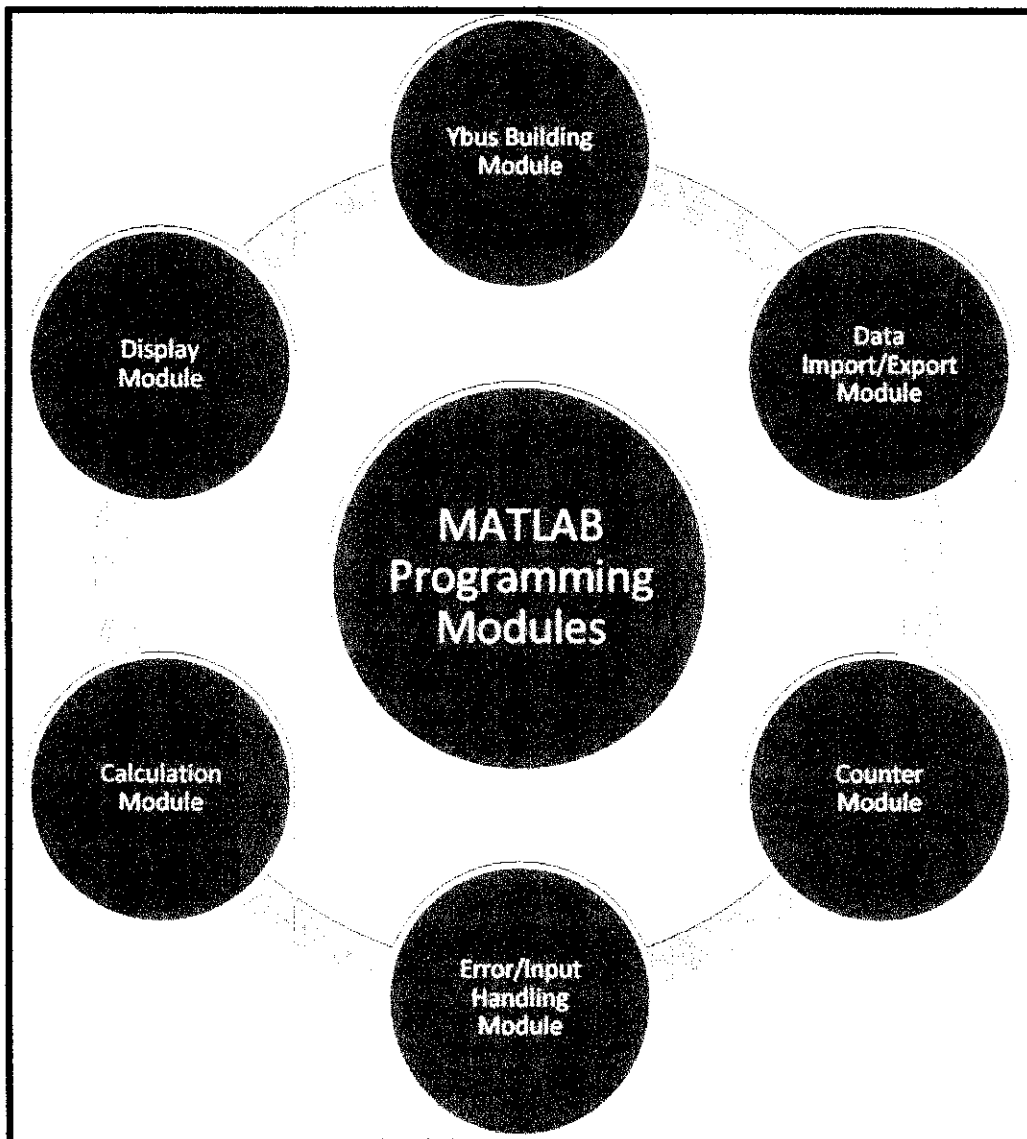 Ybus Building
Module
Data
Import/Export
Module
Counter
Module
Error/Input
Handling
Module
Calculation
Module
Display
Module
MATLAB
Programming
Modules